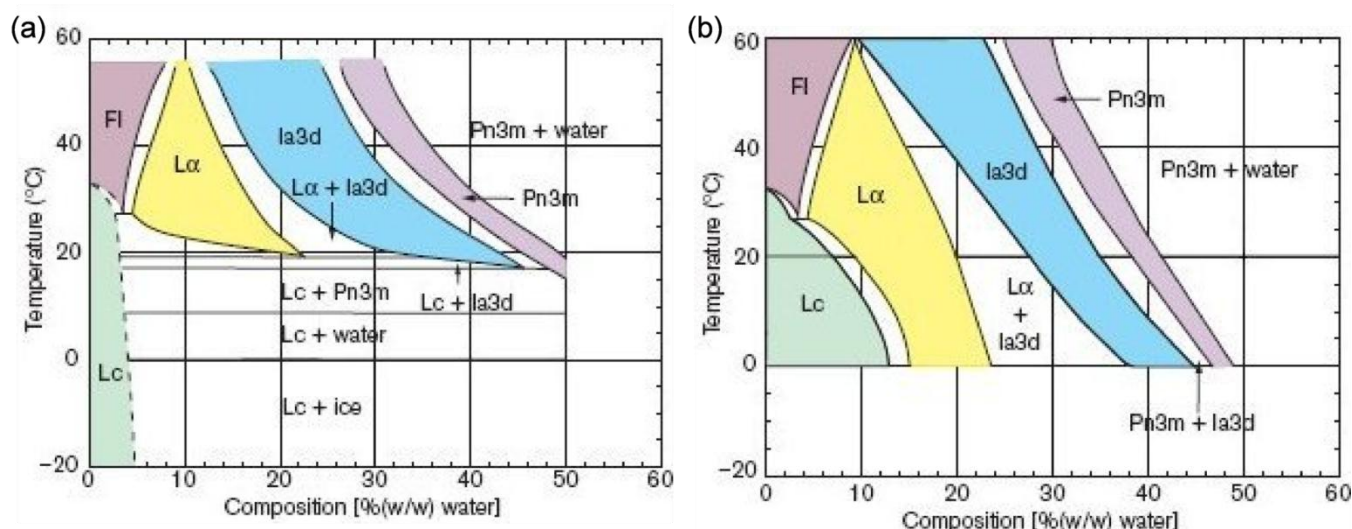 (a)
60
40
20
0
−20
Temperature (°C)
Fl
Lα
Ia3d
Pn3m + water
Lα + Ia3d
Pn3m
Lc + Pn3m
Lc + Ia3d
Lc + water
Lc
Lc + ice
0 10 20 30 40 50 60
Composition [%(w/w) water]
(b)
60
40
20
0
−20
Temperature (°C)
Fl
Pn3m
Ia3d
Pn3m + water
Lα
Lc
Lα
+
Ia3d
Pn3m + Ia3d
0 10 20 30 40 50 60
Composition [%(w/w) water]